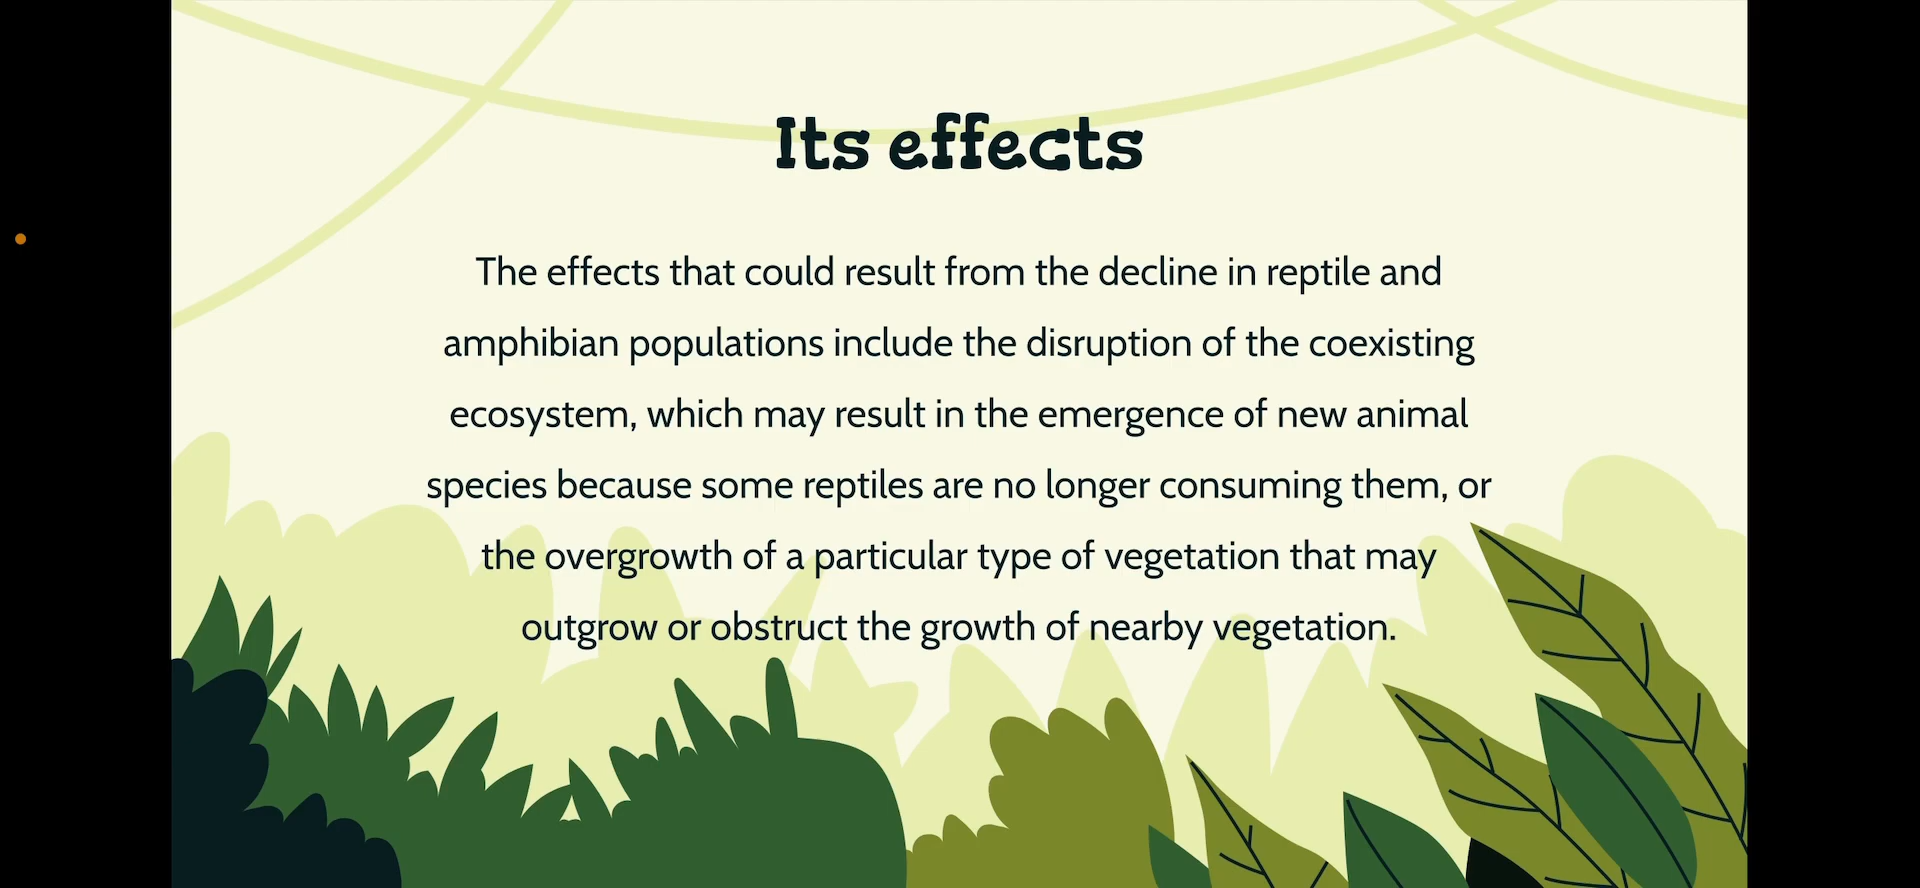 Its effects
The effects that could result from the decline in reptile and
amphibian populations include the disruption of the coexisting
ecosystem, which may result in the emergence of new animal
species because some reptiles are no longer consuming them, or
the overgrowth of a particular type of vegetation that may
outgrow or obstruct the growth of nearby vegetation.